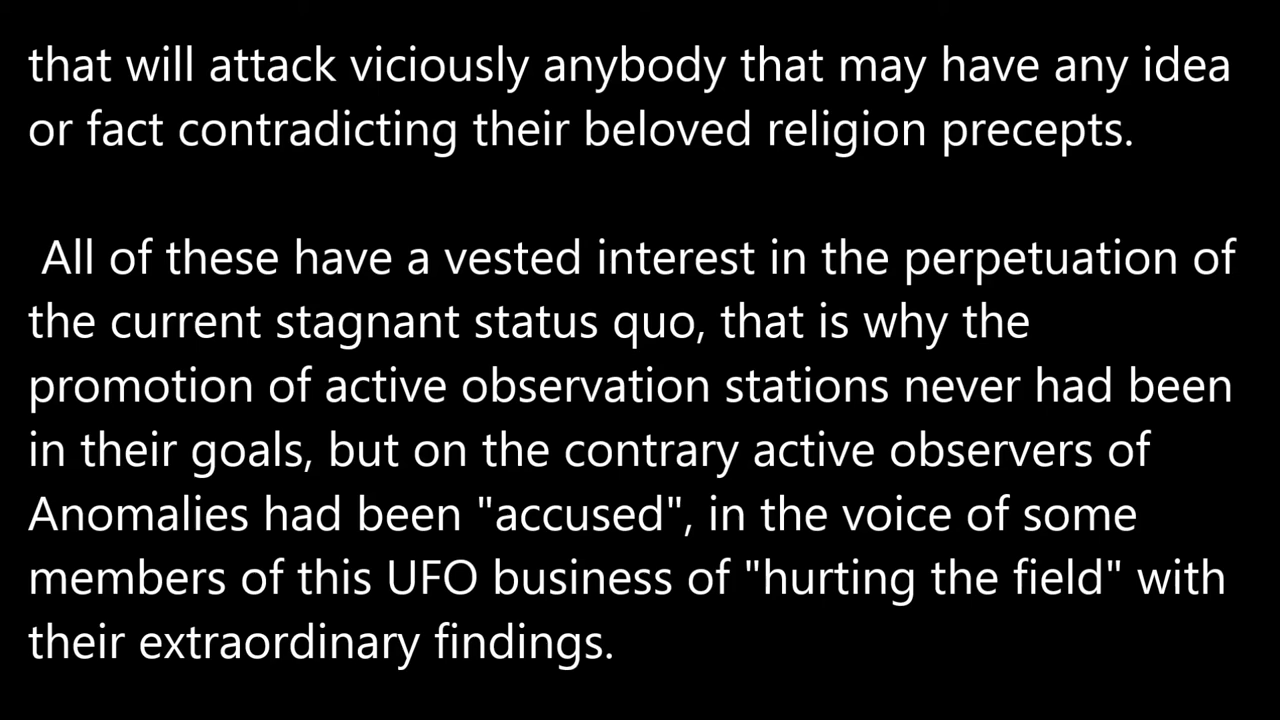 that will attack viciously anybody that may have any idea
or fact contradicting their beloved religion precepts.
All of these have a vested interest in the perpetuation of
the current stagnant status quo, that is why the
promotion of active observation stations never had been
in their goals, but on the contrary active observers of
Anomalies had been "accused", in the voice of some
members of this UFO business of "hurting the field" with
their extraordinary findings.